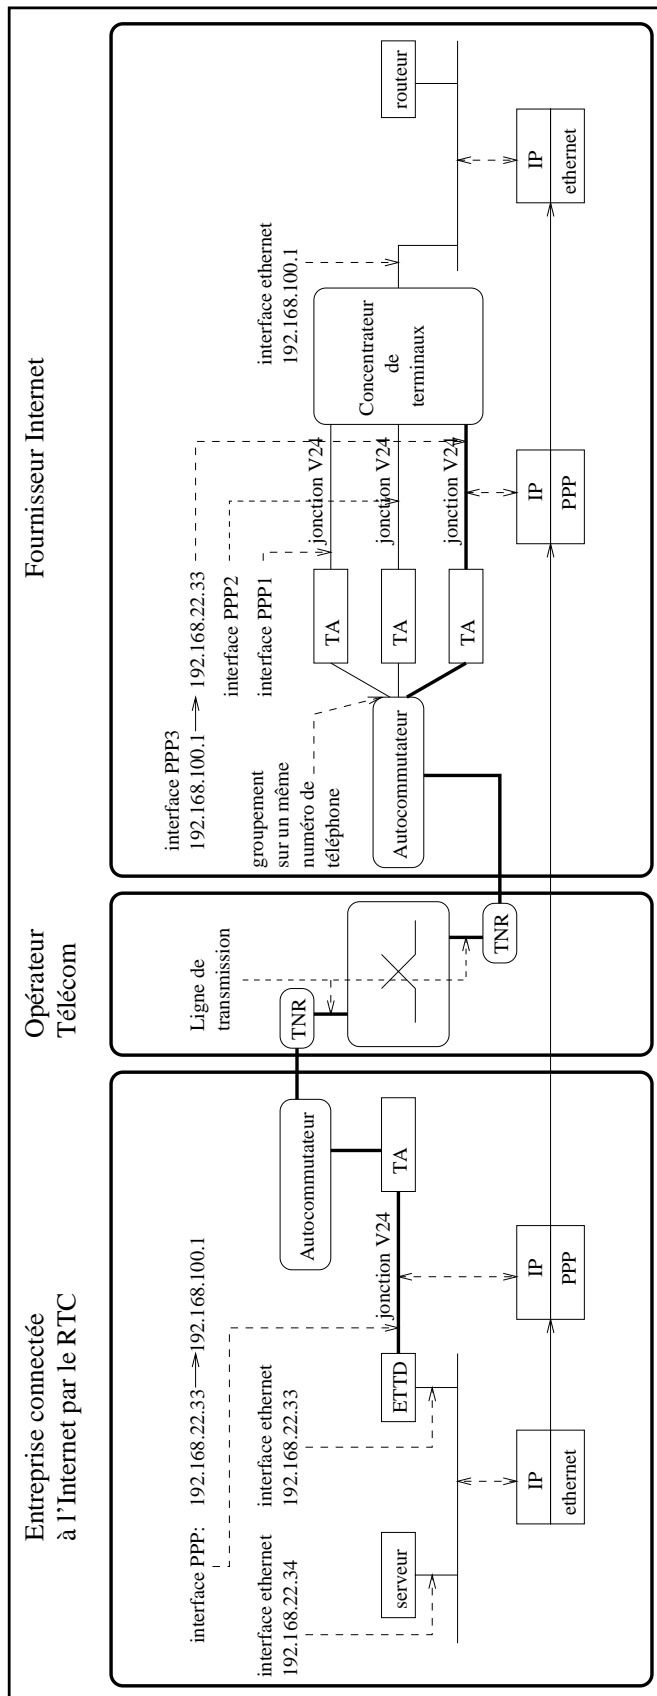 Entreprise connectée
à l'Internet par le RTC
interface PPP: 192.168.22.33 192.168.100.1
interface ethernet
192.168.22.34
interface ethernet
192.168.22.33
serveur
ETTD
jonction V24
TA
Autocommutateur
IP
ethernet
IP
PPP
Opérateur
Télécom
Ligne de
transmission
TNR
TNR
Fournisseur Internet
interface PPP3
192.168.100.1 192.168.22.33
interface PPP2
interface PPP1
groupement
sur un même
numéro de
téléphone
Autocommutateur
TA
TA
TA
jonction V24
jonction V24
jonction V24
interface ethernet
192.168.100.1
Concentrateur
de
terminaux
routeur
IP
PPP
IP
ethernet